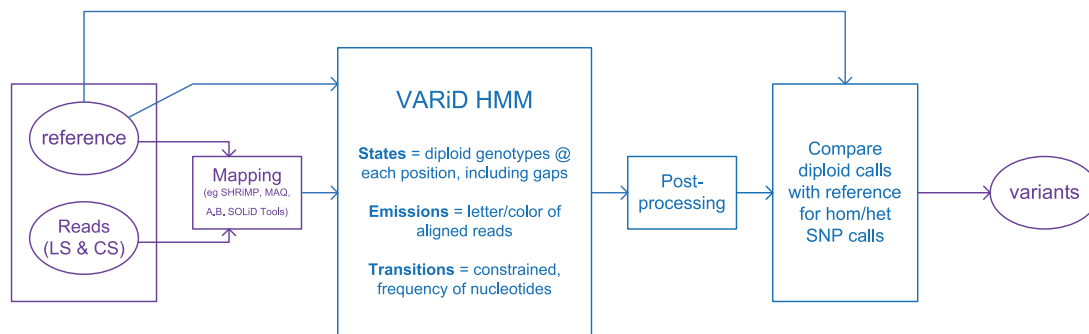 reference
Reads
(LS & CS)
Mapping
(eg SHRiMP, MAQ,
A.B. SOLiD Tools)
VARiD HMM
States = diploid genotypes @
each position, including gaps
Emissions = letter/color of
aligned reads
Transitions = constrained,
frequency of nucleotides
Post-
processing
Compare
diploid calls
with reference
for hom/het
SNP calls
variants